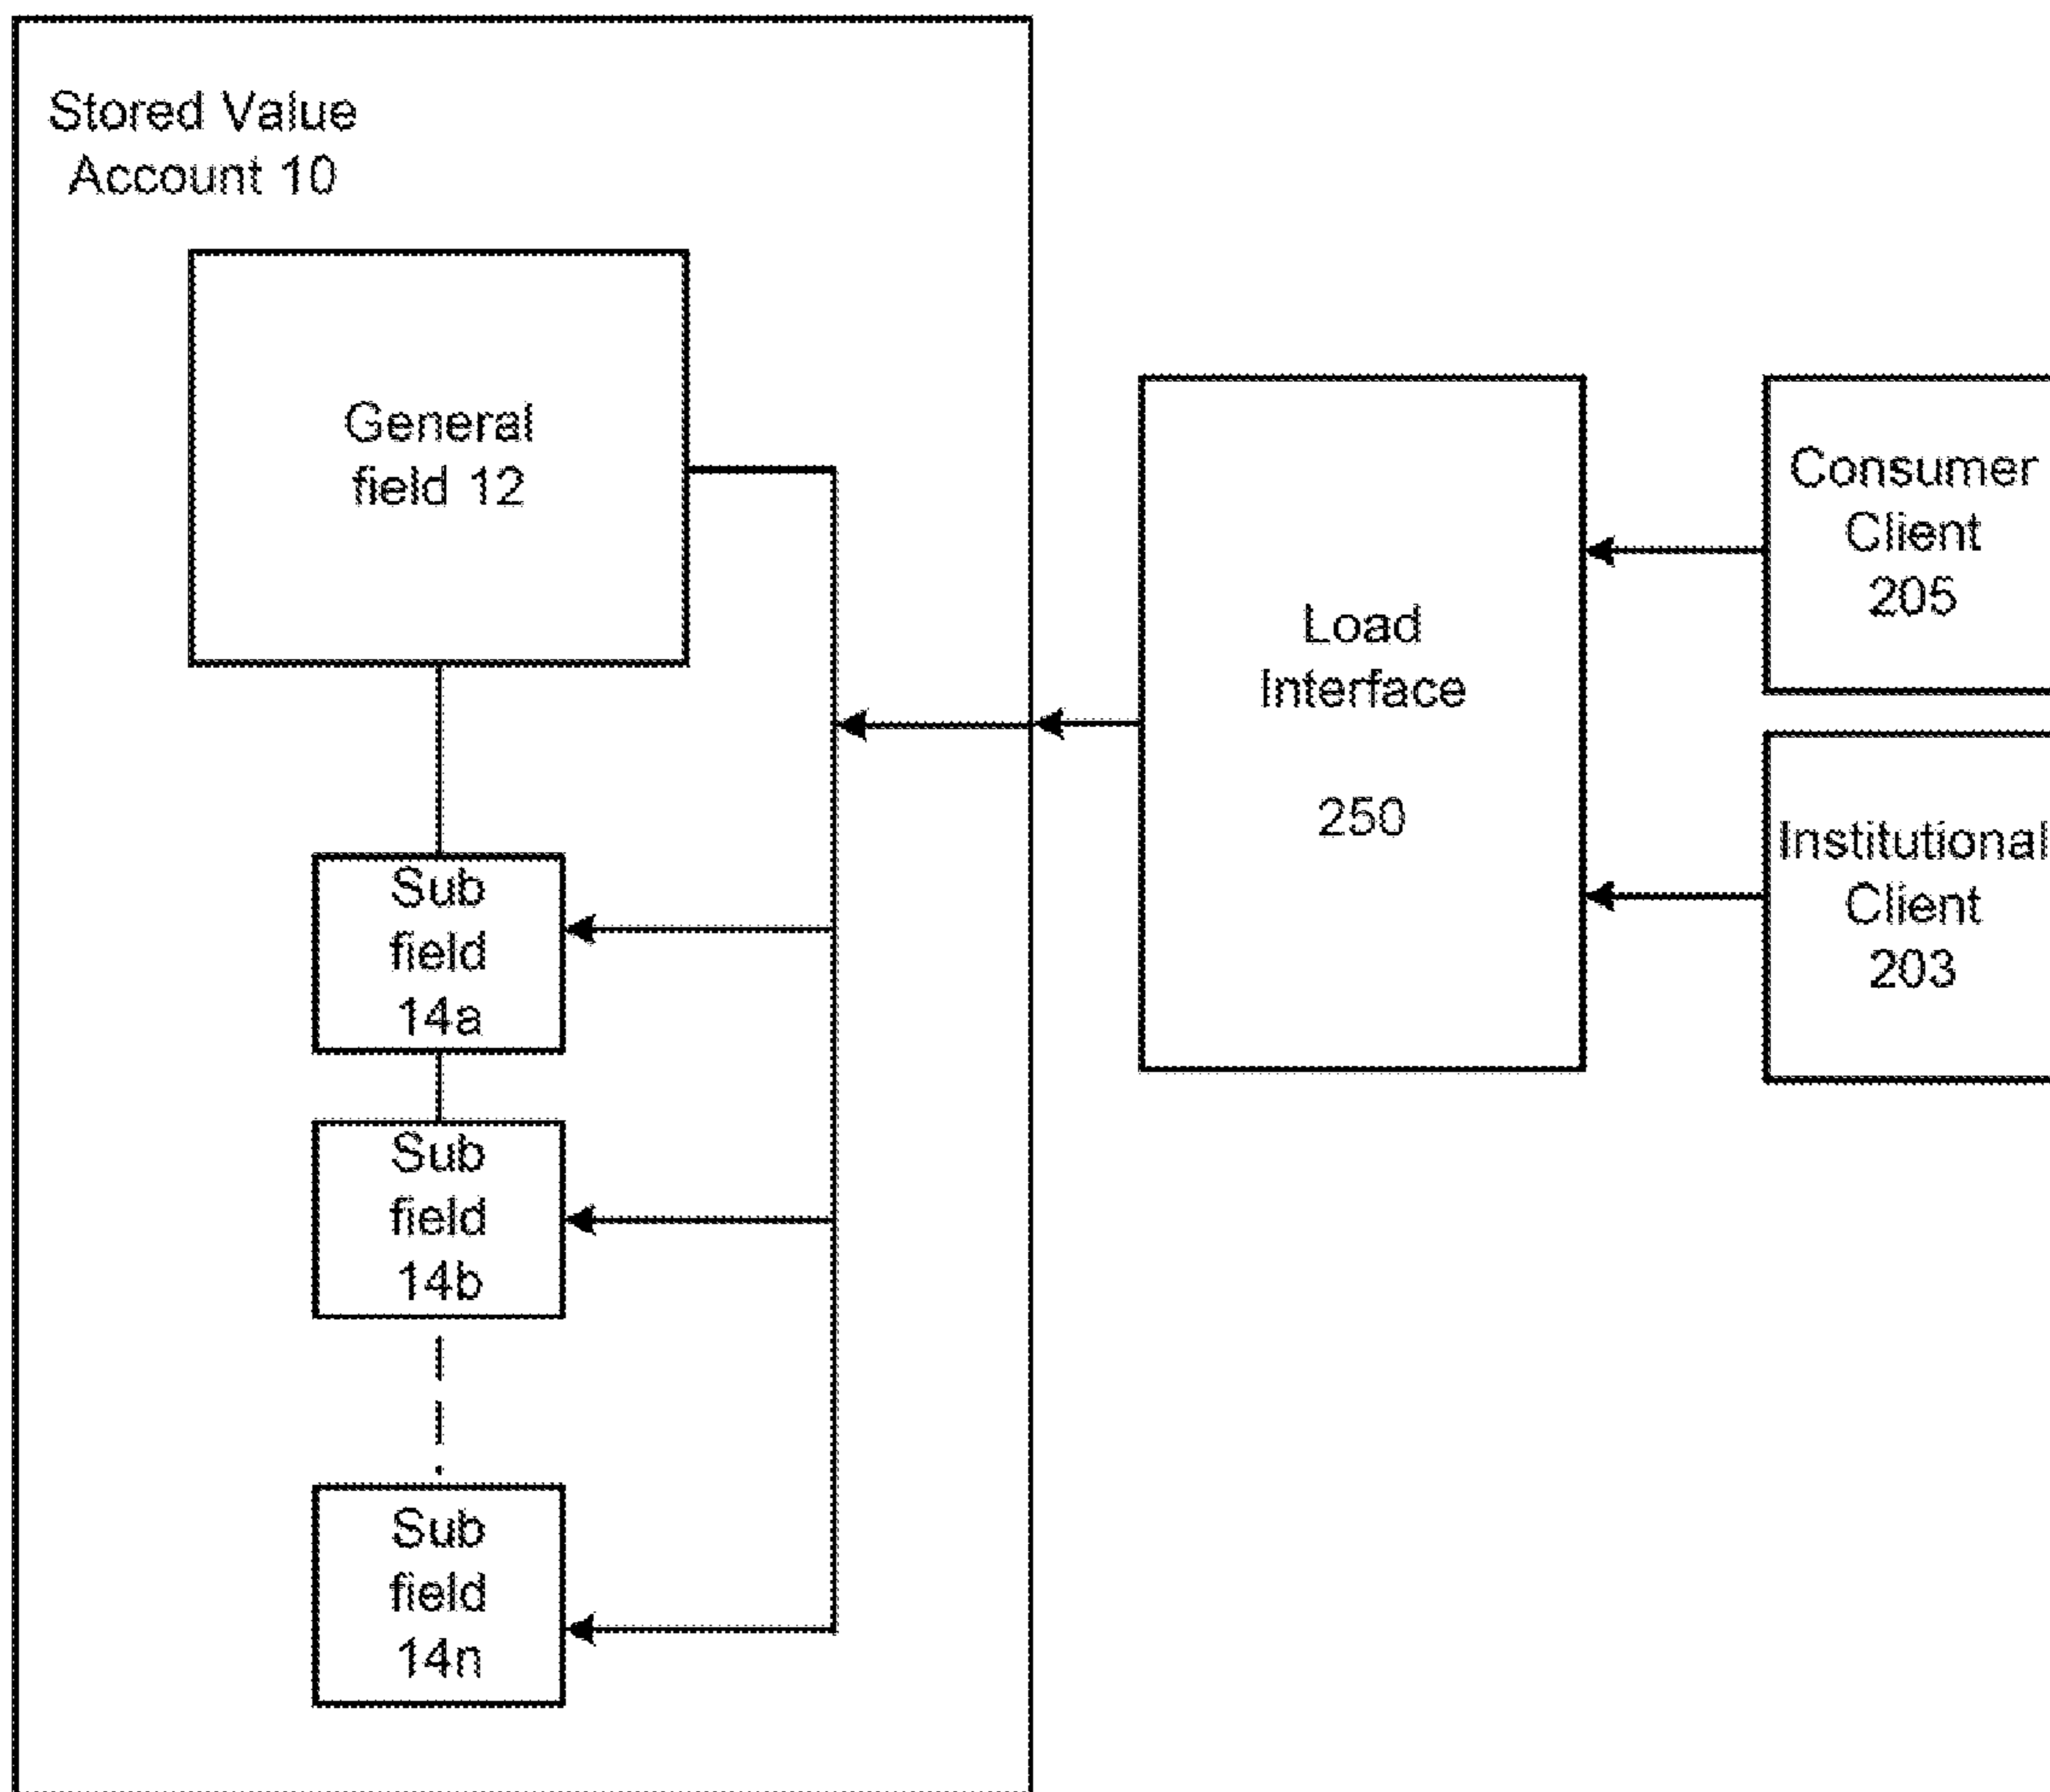 Stored Value
Account 10
General
field 12
Sub
field
14a
Sub
field
14b
Sub
field
14n
Load
Interface
250
Consumer
Client
205
Institutional
Client
203